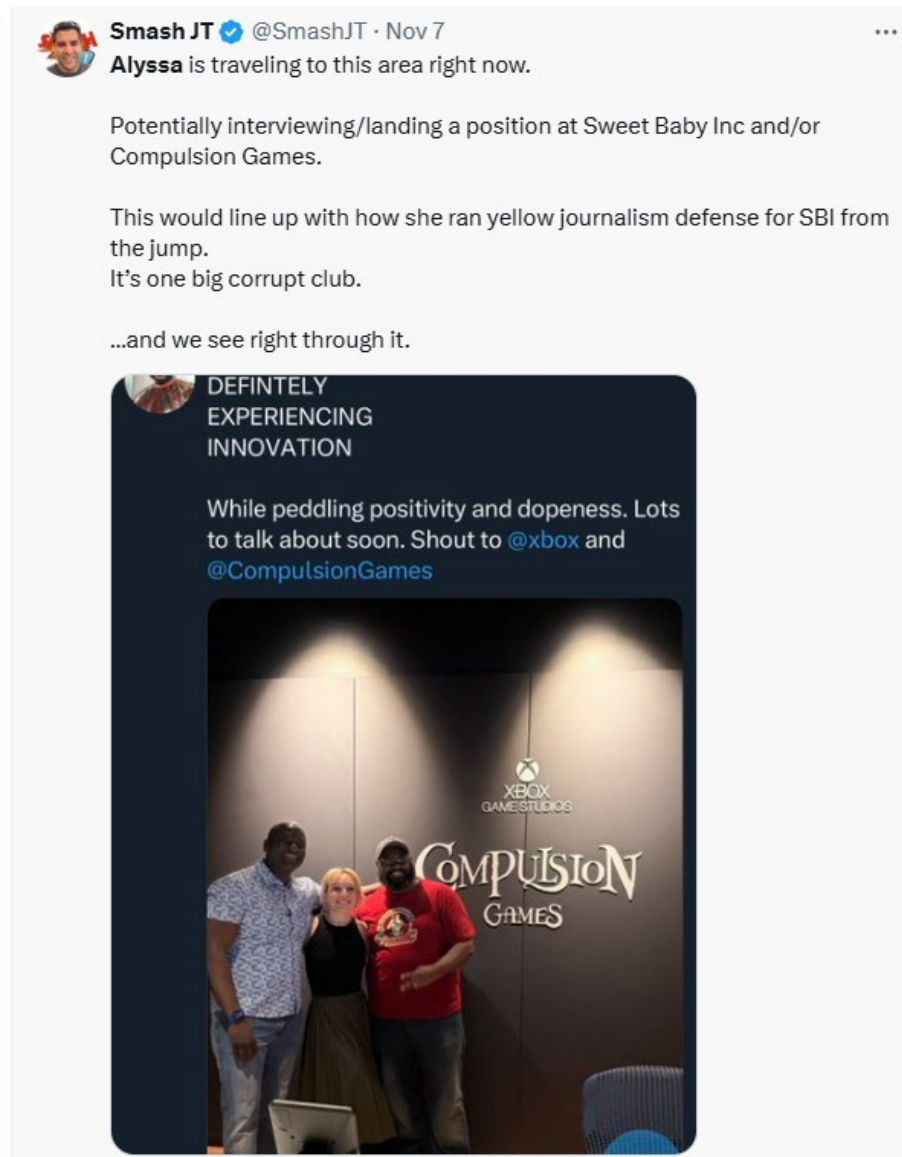 Smash JT @SmashJT · Nov 7
Alyssa is traveling to this area right now.
Potentially interviewing/landing a position at Sweet Baby Inc and/or
Compulsion Games.
This would line up with how she ran yellow journalism defense for SBI from
the jump.
It's one big corrupt club.
...and we see right through it.
DEFINTELY
EXPERIENCING
INNOVATION
While peddling positivity and dopeness. Lots
to talk about soon. Shout to @xbox and
@CompulsionGames
XBOX
GAME STUDIOS
COMPULSION
GAMES